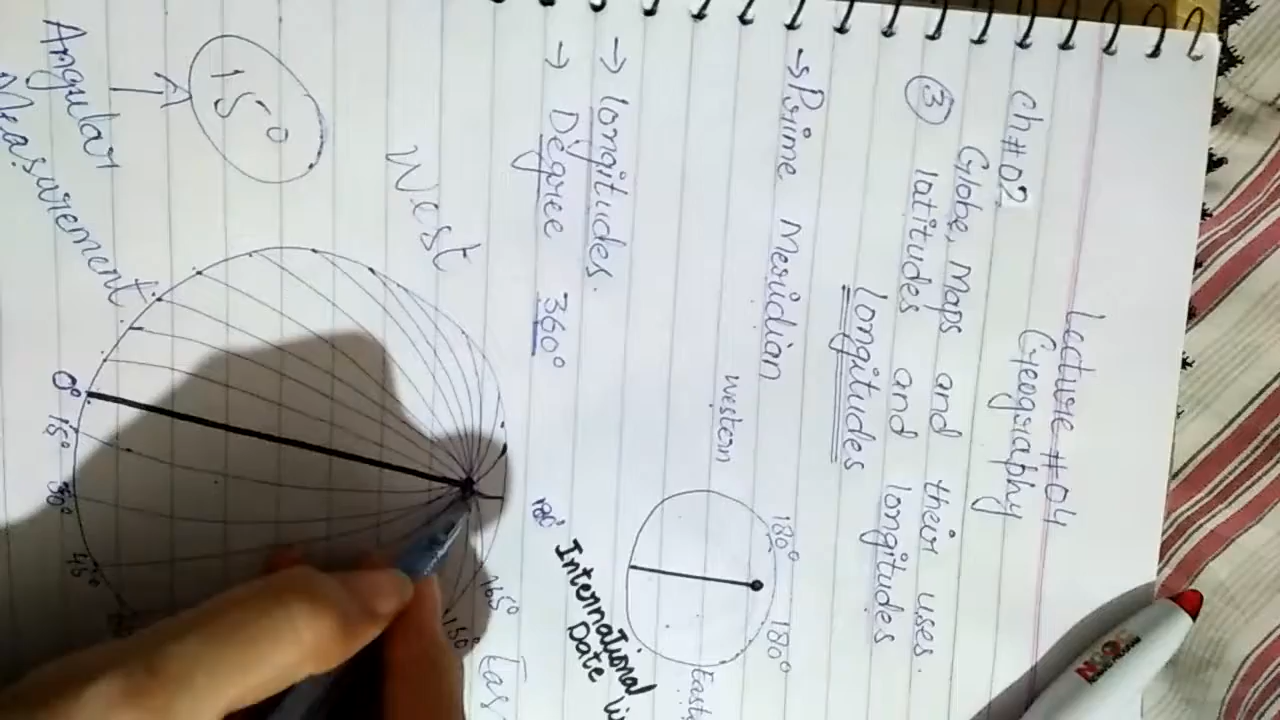 Lecture #04
Geography
Ch#02
Globe, Maps and their uses.
③ latitudes and longitudes
Longitudes
→ Prime Meridian
→ longitudes.
→ Degree 360°
Western
180° 180°
180°
International
Date
West
15°
Angular
Measurement
0°
15°
30°
45°
165°
150°